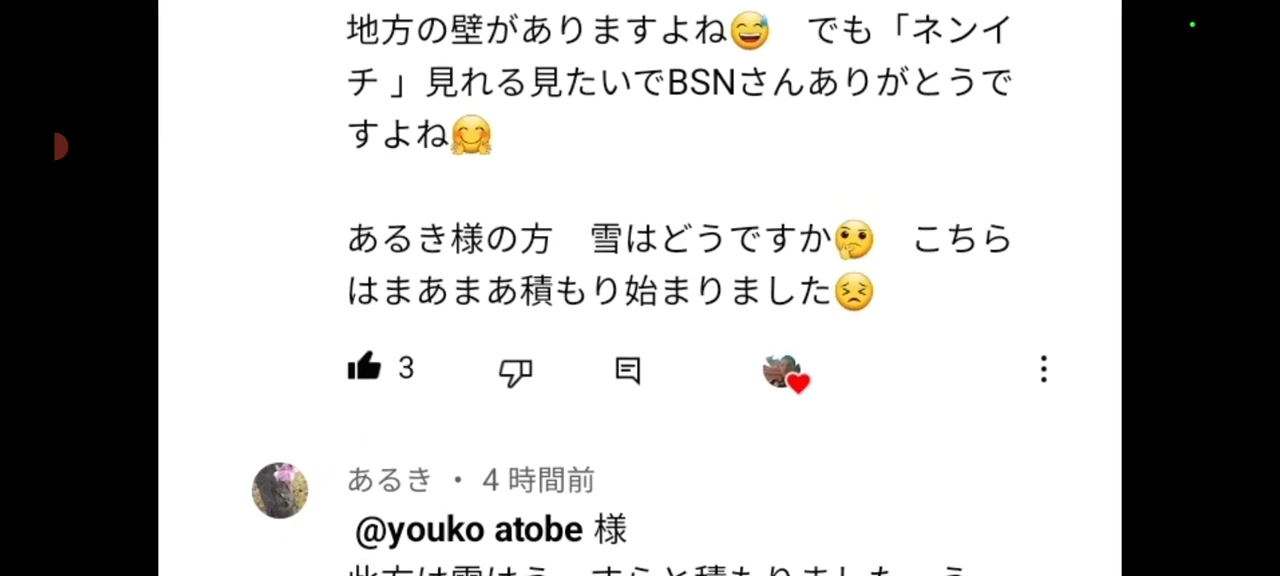 地方の壁がありますよね😅　でも「ネンイ
チ 」見れる見たいでBSNさんありがとうで
すよね🤗
あるき様の方　雪はどうですか🤔　こちら
はまあまあ積もり始まりました😣
3
あるき ・ 4 時間前
@youko atobe 様